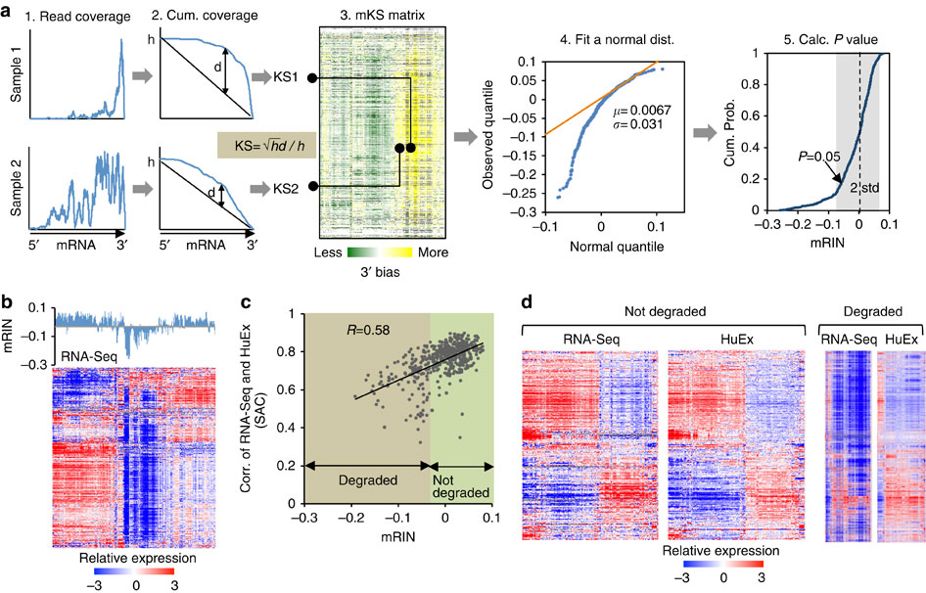 a
1. Read coverage
2. Cum. coverage
3. mKS matrix
4. Fit a normal dist.
5. Calc. P value
Sample 1
h
d
KS1
KS=√hd / h
Sample 2
h
d
KS2
5′ mRNA 3′
mRNA
Less More
3′ bias
Observed quantile
0.1
0.05
0
−0.05
−0.1
−0.15
−0.2
−0.25
−0.3
μ= 0.0067
σ= 0.031
−0.1 0 0.1
Normal quantile
Cum. Prob.
1
0.8
0.6
0.4
0.2
0
P=0.05
2 std
−0.3 −0.2 −0.1 0 −0.1
mRIN
b
mRIN
0.1
−0.1
−0.3
RNA-Seq
Relative expression
−3 0 3
c
Corr. of RNA-Seq and HuEx
(SAC)
1
0.8
0.6
0.4
0.2
0
R=0.58
Degraded
Not
degraded
−0.3 −0.2 −0.1 0 0.1
mRIN
d
Not degraded
Degraded
RNA-Seq HuEx
RNA-Seq HuEx
Relative expression
−3 0 3